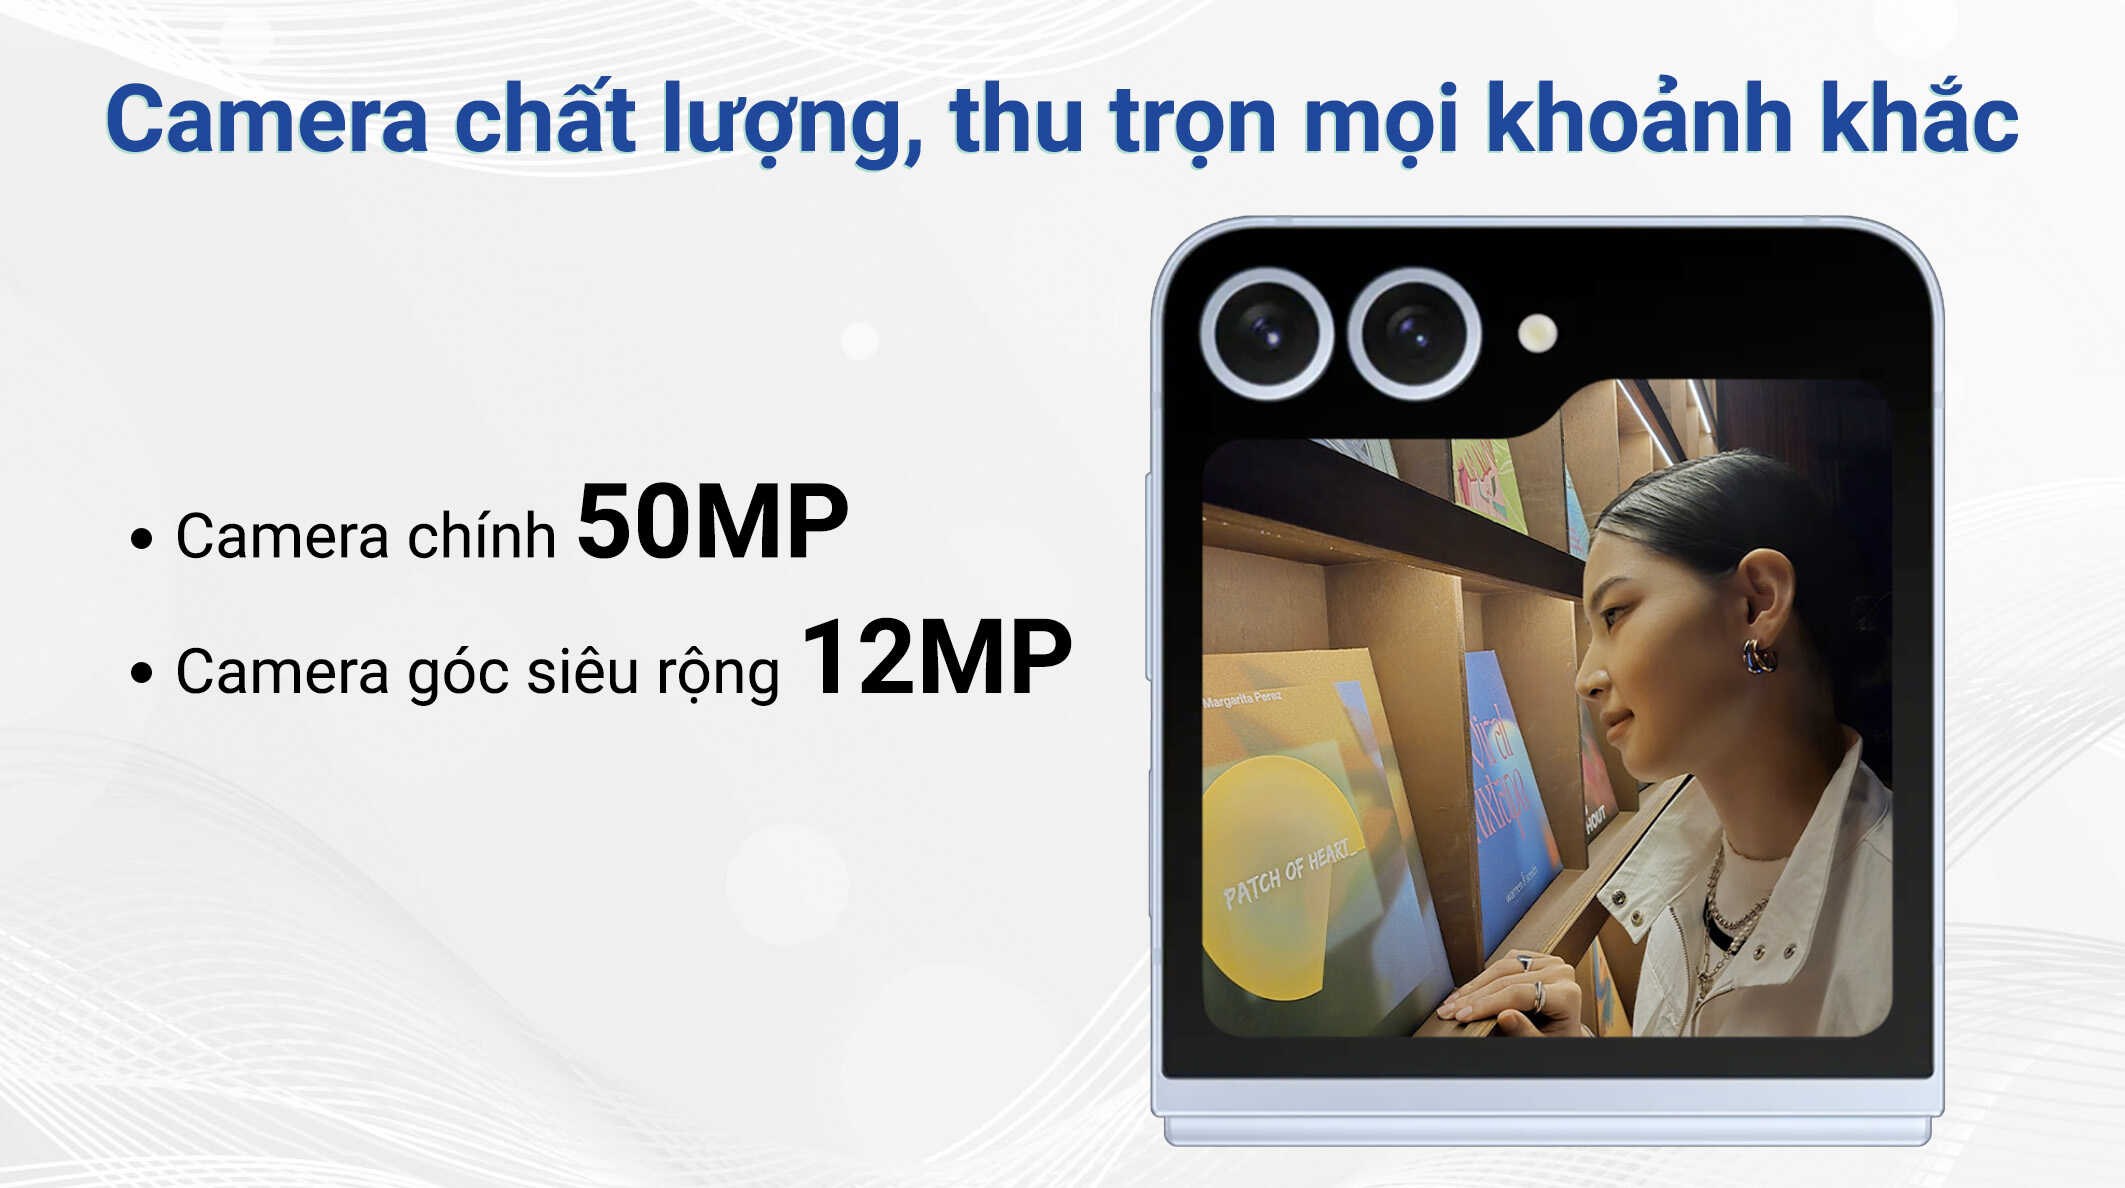 Camera chất lượng, thu trọn mọi khoảnh khắc
• Camera chính 50MP
• Camera góc siêu rộng 12MP
Margarita Perez
PATCH OF HEART_
HOUT